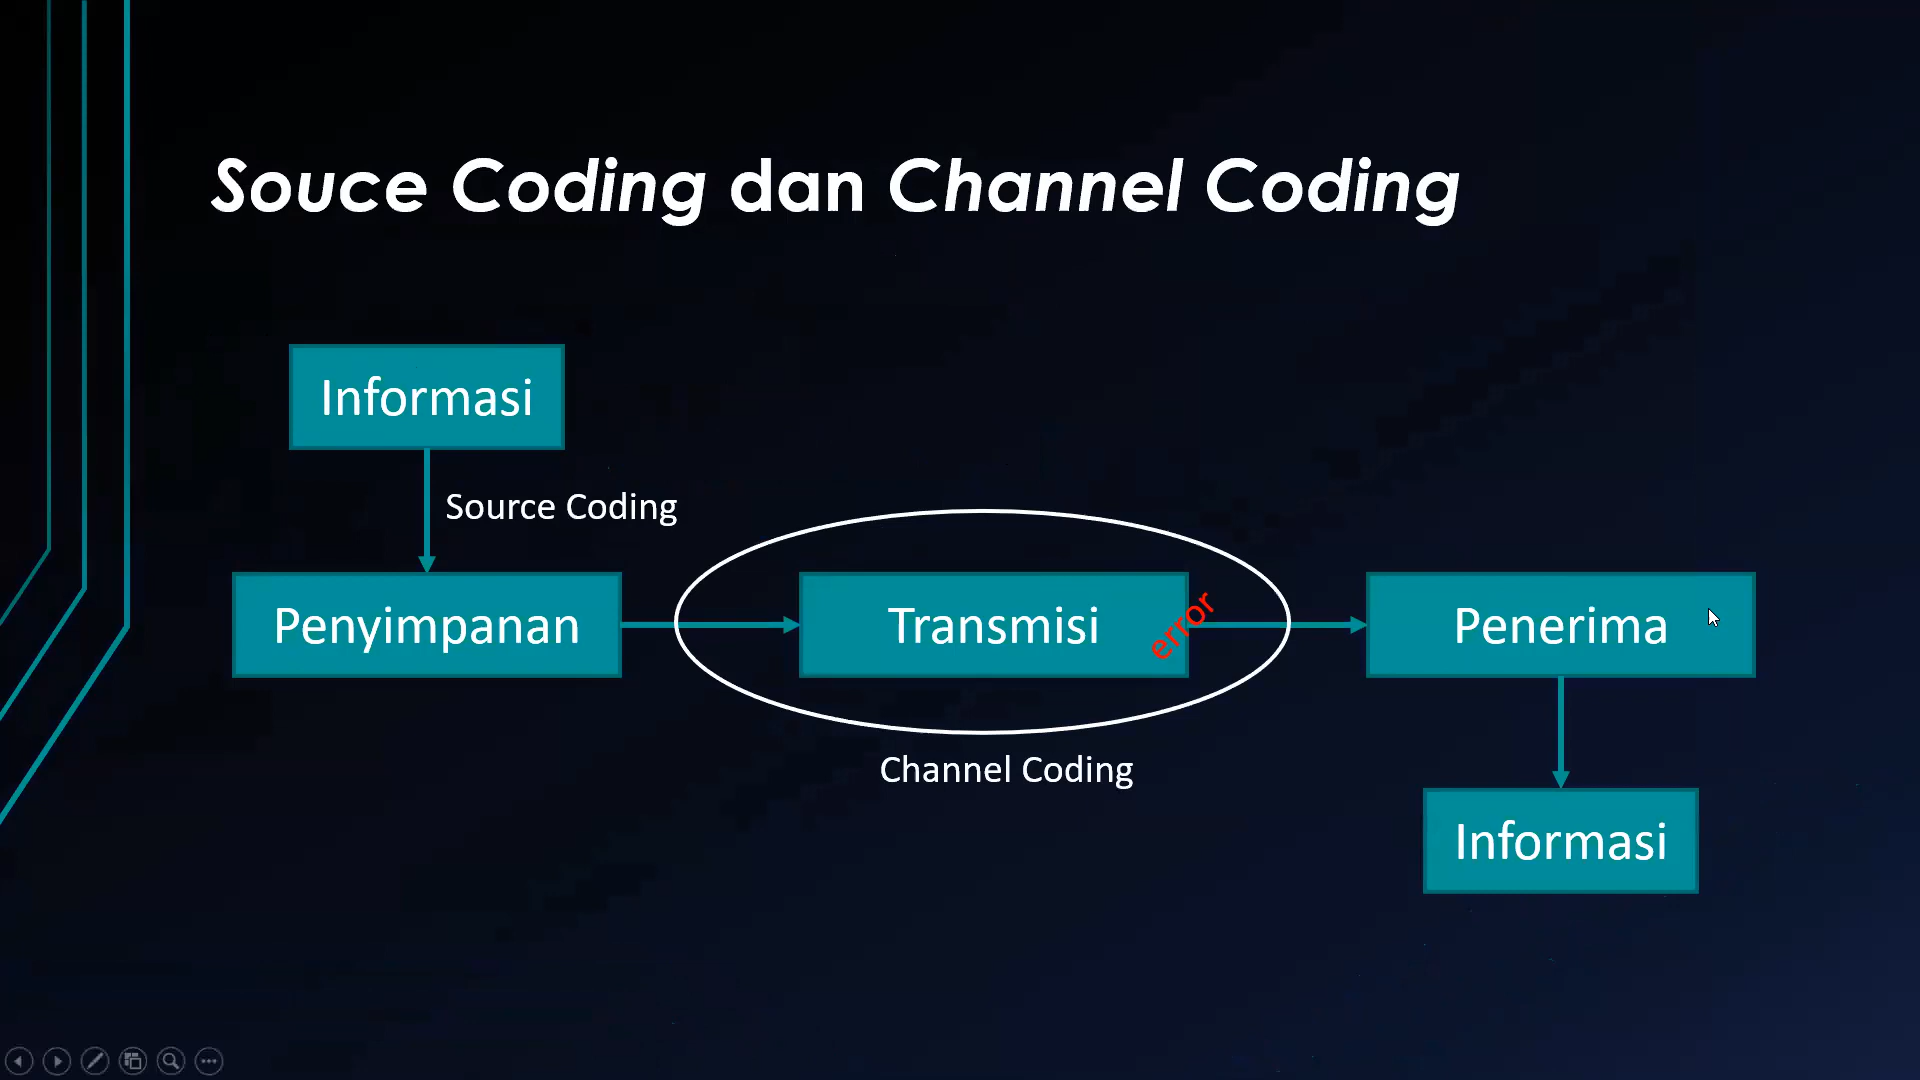 Souce Coding dan Channel Coding
Informasi
Source Coding
Penyimpanan
Transmisi
error
Penerima
Channel Coding
Informasi